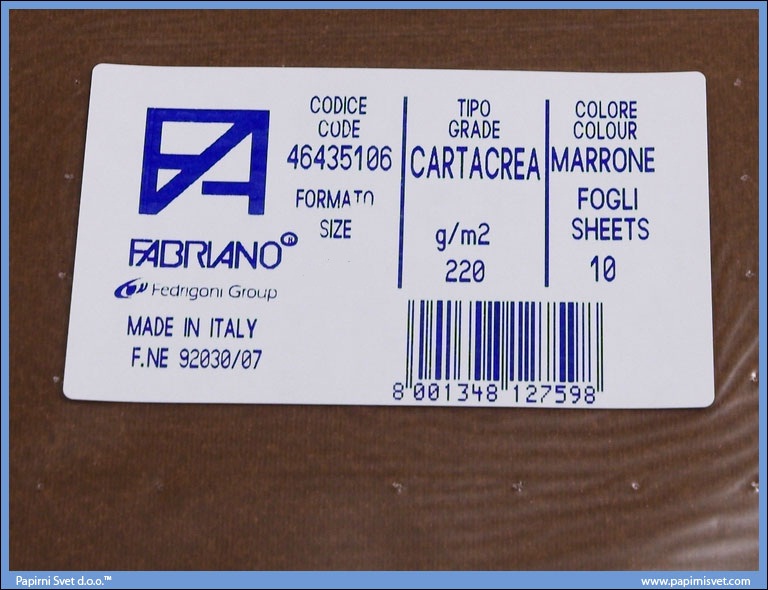 CODICE
CODE
46435106
FORMATO
SIZE
TIPO
GRADE
CARTACREA
g/m2
220
COLORE
COLOUR
MARRONE
FOGLI
SHEETS
10
FABRIANO®
Fedrigoni Group
MADE IN ITALY
F.NE 92030/07
8 001348 127598
Papirni Svet d.o.o.™
www.papirnisvet.com